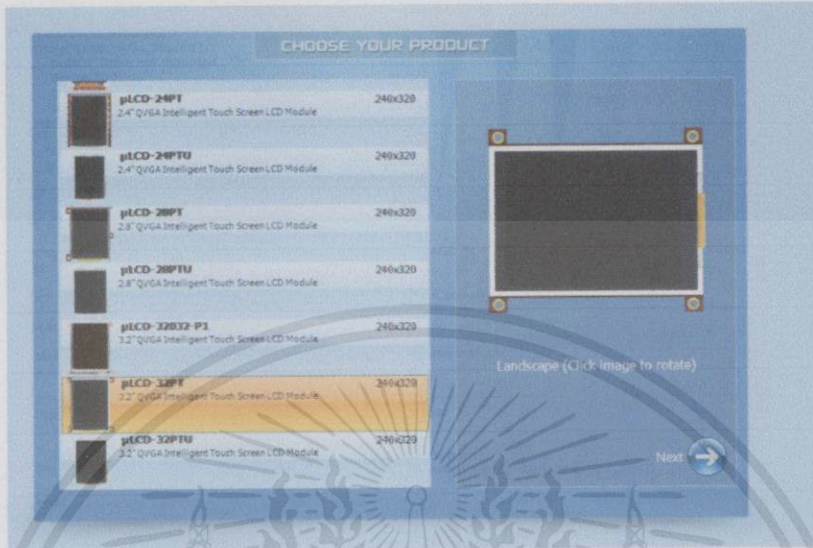 CHOOSE YOUR PRODUCT
µLCD-24PT 240x320
2.4" QVGA Intelligent Touch Screen LCD Module
µLCD-24PTU 240x320
2.4" QVGA Intelligent Touch Screen LCD Module
µLCD-28PT 240x320
2.8" QVGA Intelligent Touch Screen LCD Module
µLCD-28PTU 240x320
2.8" QVGA Intelligent Touch Screen LCD Module
µLCD-32032-P1 240x320
3.2" QVGA Intelligent Touch Screen LCD Module
µLCD-32PT 240x320
3.2" QVGA Intelligent Touch Screen LCD Module
µLCD-32PTU 240x320
3.2" QVGA Intelligent Touch Screen LCD Module
Landscape (Click image to rotate)
Next